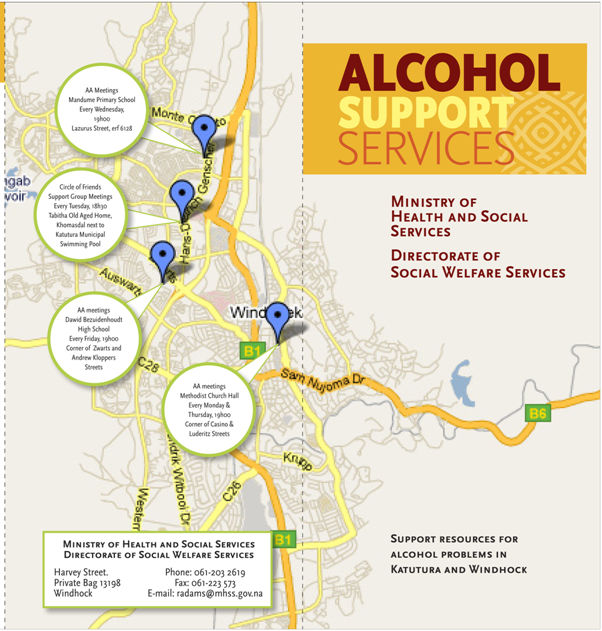 AA Meetings
Mandume Primary School
Every Wednesday,
19h00
Lazurus Street, erf 6128
Circle of Friends
Support Group Meetings
Every Tuesday, 18h30
Tabitha Old Aged Home,
Khomasdal next to
Katutura Municipal
Swimming Pool
AA meetings
Dawid Bezuidenhoudt
High School
Every Friday, 19h00
Corner of Zwarts and
Andrew Kloppers
Streets
AA meetings
Methodist Church Hall
Every Monday &
Thursday, 19h00
Corner of Casino &
Luderitz Streets
Monte
Hans-
Genscher
ngab
voir
Auswa
C28
B1
Sam Nujoma Dr
B6
Krupp
C26
ndrik Witbooi Dr
Western
B1
Ministry of Health and Social Services
Directorate of Social Welfare Services
Harvey Street.
Private Bag 13198
Windhock
Phone: 061-203 2619
Fax: 061-223 573
E-mail: radams@mhss.gov.na
ALCOHOL
SUPPORT
SERVICES
Ministry of
Health and Social
Services
Directorate of
Social Welfare Services
Support resources for
alcohol problems in
Katutura and Windhock